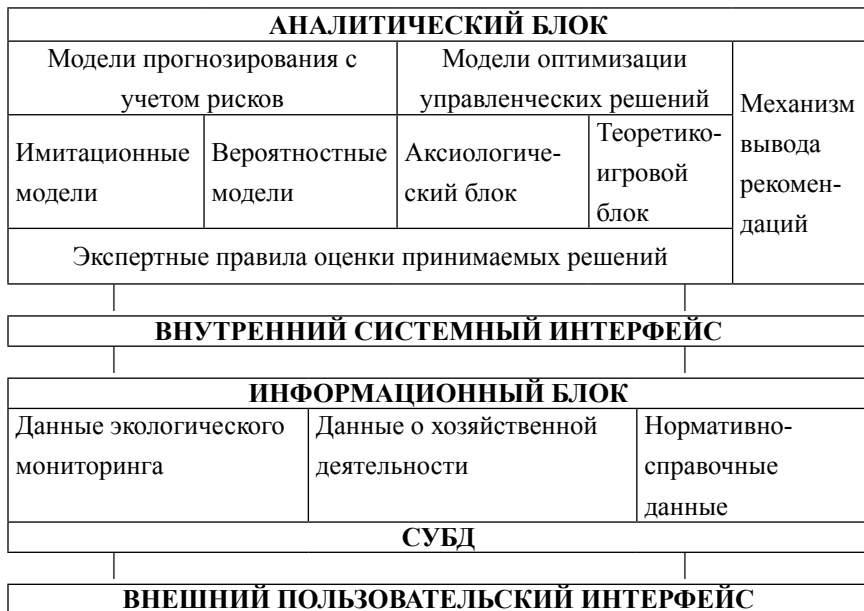 АНАЛИТИЧЕСКИЙ БЛОК
Модели прогнозирования с
учетом рисков
Модели оптимизации
управленческих решений
Механизм
вывода
рекомен-
даций
Имитационные
модели
Вероятностные
модели
Аксиологиче-
ский блок
Теоретико-
игровой
блок
Экспертные правила оценки принимаемых решений
ВНУТРЕННИЙ СИСТЕМНЫЙ ИНТЕРФЕЙС
ИНФОРМАЦИОННЫЙ БЛОК
Данные экологического
мониторинга
Данные о хозяйственной
деятельности
Нормативно-
справочные
данные
СУБД
ВНЕШНИЙ ПОЛЬЗОВАТЕЛЬСКИЙ ИНТЕРФЕЙС